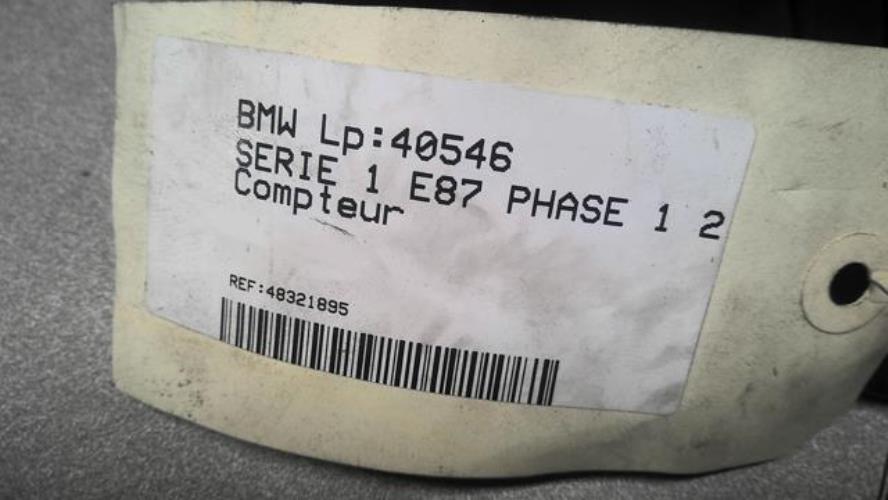 BMW Lp:40546
SERIE 1 E87 PHASE 1 2
Compteur
REF:48321895